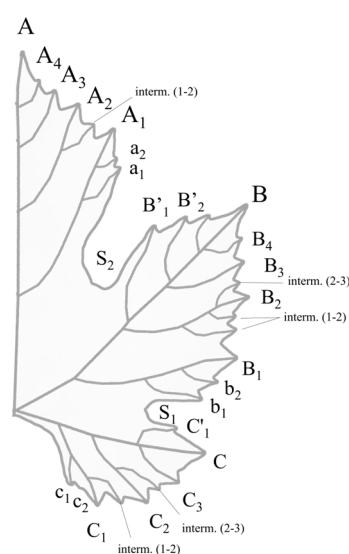 A
A4
A3
A2
interm. (1-2)
A1
a2
a1
B'1
B'2
B
B4
B3
S2
interm. (2-3)
B2
interm. (1-2)
B1
b2
b1
S1
C'1
C
c1
c2
C3
C2
C1
interm. (2-3)
interm. (1-2)